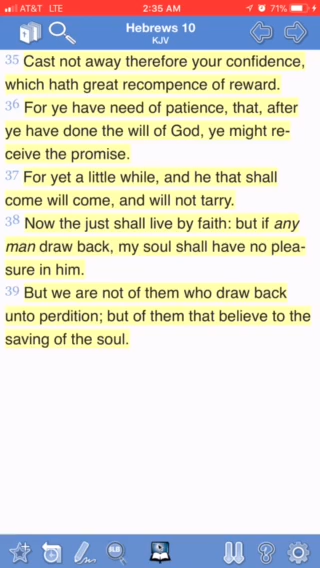 AT&T LTE 2:35 AM 71%
Hebrews 10
KJV
35 Cast not away therefore your confidence,
which hath great recompence of reward.
36 For ye have need of patience, that, after
ye have done the will of God, ye might re-
ceive the promise.
37 For yet a little while, and he that shall
come will come, and will not tarry.
38 Now the just shall live by faith: but if any
man draw back, my soul shall have no plea-
sure in him.
39 But we are not of them who draw back
unto perdition; but of them that believe to the
saving of the soul.
BLB